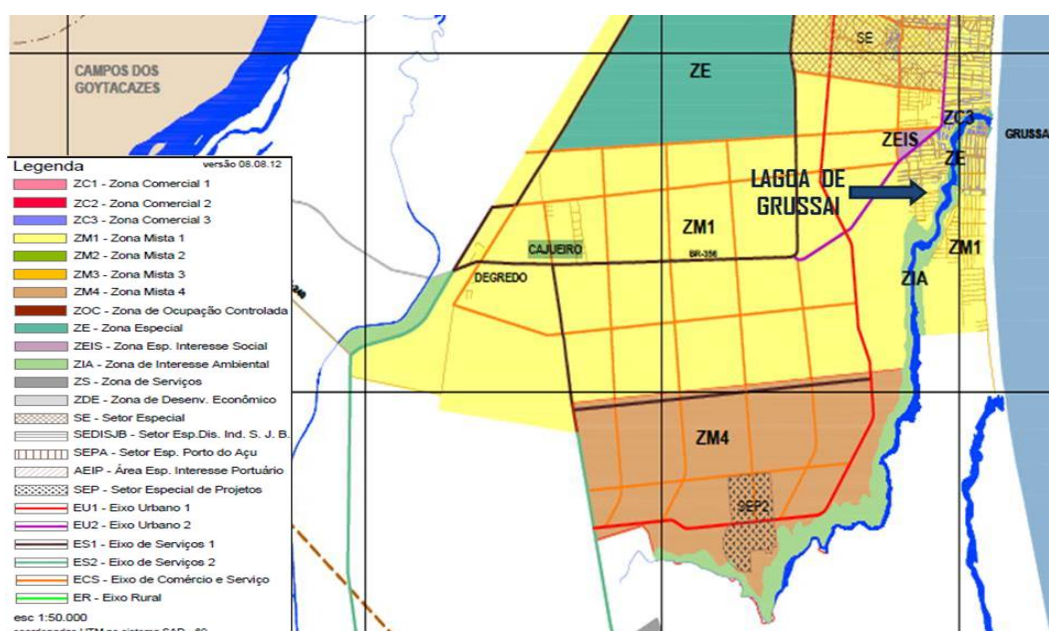 CAMPOS DOS
GOYTACAZES
Legenda
versão 08.08.12
ZC1 - Zona Comercial 1
ZC2 - Zona Comercial 2
ZC3 - Zona Comercial 3
ZM1 - Zona Mista 1
ZM2 - Zona Mista 2
ZM3 - Zona Mista 3
ZM4 - Zona Mista 4
ZOC - Zona de Ocupação Controlada
ZE - Zona Especial
ZEIS - Zona Esp. Interesse Social
ZIA - Zona de Interesse Ambiental
ZS - Zona de Serviços
ZDE - Zona de Desenv. Econômico
SE - Setor Especial
SEDISJB - Setor Esp.Dis. Ind. S. J. B.
SEPA - Setor Esp. Porto do Açu
AEIP - Área Esp. Interesse Portuário
SEP - Setor Especial de Projetos
EU1 - Eixo Urbano 1
EU2 - Eixo Urbano 2
ES1 - Eixo de Serviços 1
ES2 - Eixo de Serviços 2
ECS - Eixo de Comércio e Serviço
ER - Eixo Rural
esc 1:50.000
SE
ZE
ZC3
GRUSSA
ZEIS
ZE
LAGOA DE
GRUSSAI
ZM1
ZM1
CAJUEIRO
BR-356
DEGREDO
ZIA
ZM4
SEP2